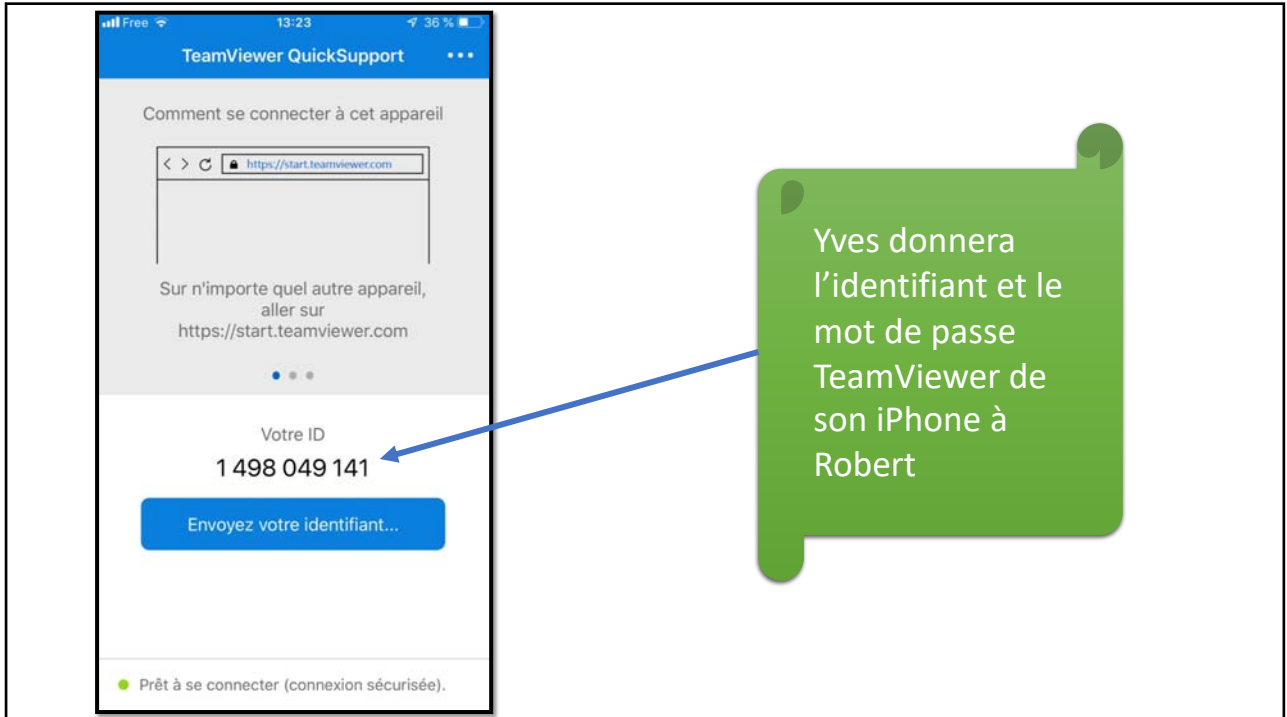 Free 13:23 36 %
TeamViewer QuickSupport
Comment se connecter à cet appareil
https://start.teamviewer.com
Sur n'importe quel autre appareil,
aller sur
https://start.teamviewer.com
Votre ID
1 498 049 141
Envoyez votre identifiant...
Prêt à se connecter (connexion sécurisée).
Yves donnera
l’identifiant et le
mot de passe
TeamViewer de
son iPhone à
Robert